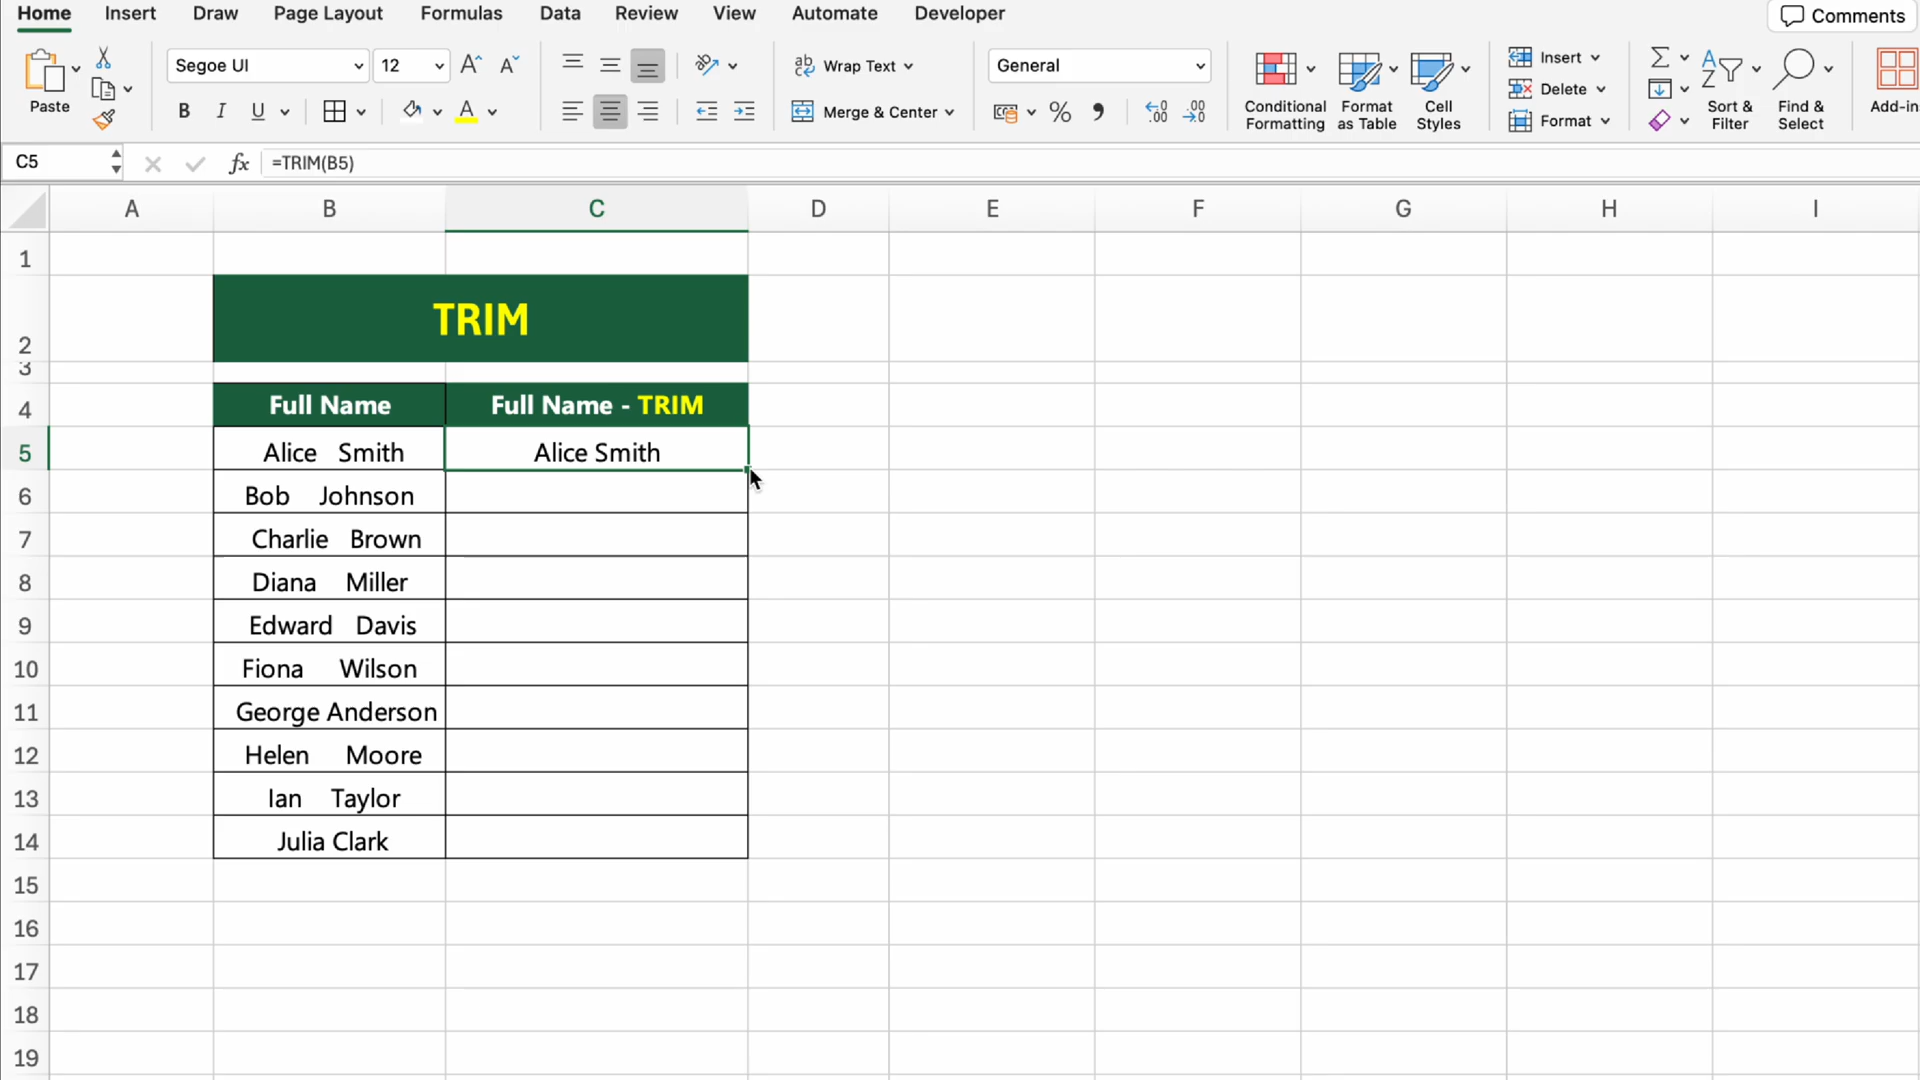 Home Insert Draw Page Layout Formulas Data Review View Automate Developer Comments
Paste
Segoe UI 12
B I U A
ab Wrap Text
Merge & Center
General
% 
Conditional Formatting
Format as Table
Cell Styles
Insert
Delete
Format
Sort & Filter
Find & Select
Add-in
C5 fx =TRIM(B5)
A B C D E F G H I
1
2 TRIM
3
4 Full Name Full Name - TRIM
5 Alice Smith Alice Smith
6 Bob Johnson
7 Charlie Brown
8 Diana Miller
9 Edward Davis
10 Fiona Wilson
11 George Anderson
12 Helen Moore
13 Ian Taylor
14 Julia Clark
15
16
17
18
19